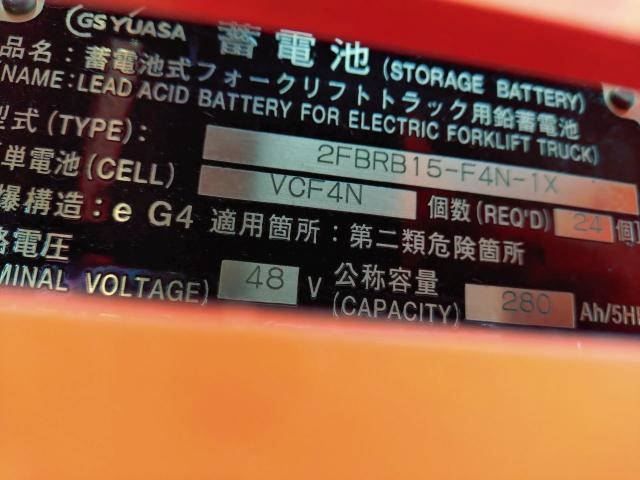 GS YUASA 蓄電池 (STORAGE BATTERY)
品名：蓄電池式フォークリフトトラック用鉛蓄電池
(NAME:LEAD ACID BATTERY FOR ELECTRIC FORKLIFT TRUCK)
型式(TYPE): 2FBRB15-F4N-1X
単電池(CELL) VCF4N 個数(REQ'D) 24 個
爆構造：e G4 適用箇所：第二類危険箇所
電圧 48 V 公称容量 280 Ah/5H
MINAL VOLTAGE) (CAPACITY)